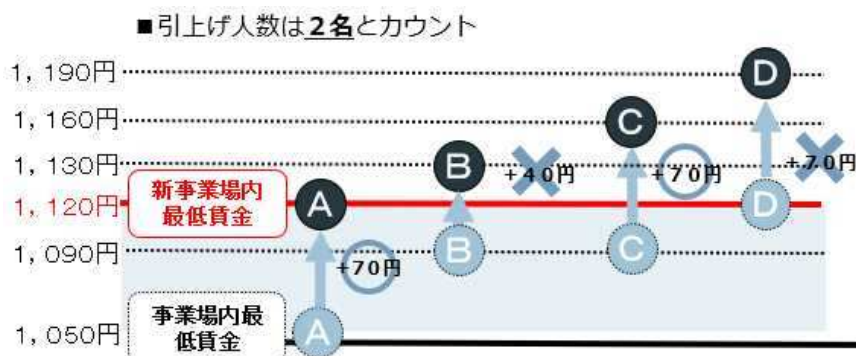 ■引上げ人数は２名とカウント
1,190円
D
1,160円
C
1,130円
B
+40円
+70円
+70円
新事業場内
最低賃金
1,120円
A
D
1,090円
B
C
+70円
事業場内最
低賃金
1,050円
A